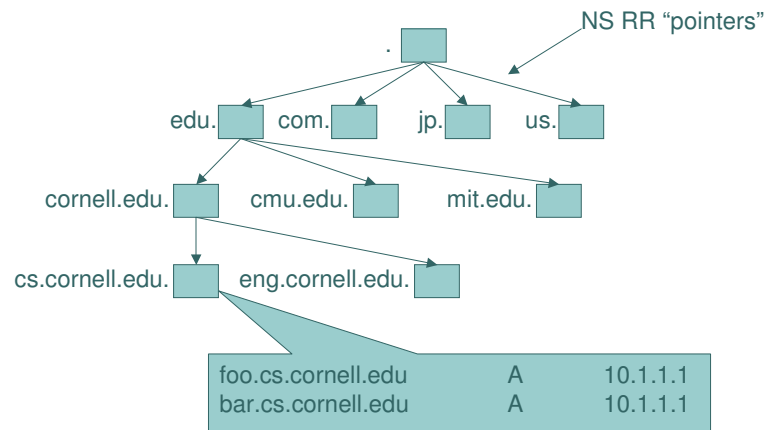 NS RR “pointers”
.
edu. com. jp. us.
cornell.edu. cmu.edu. mit.edu.
cs.cornell.edu. eng.cornell.edu.
foo.cs.cornell.edu A 10.1.1.1
bar.cs.cornell.edu A 10.1.1.1